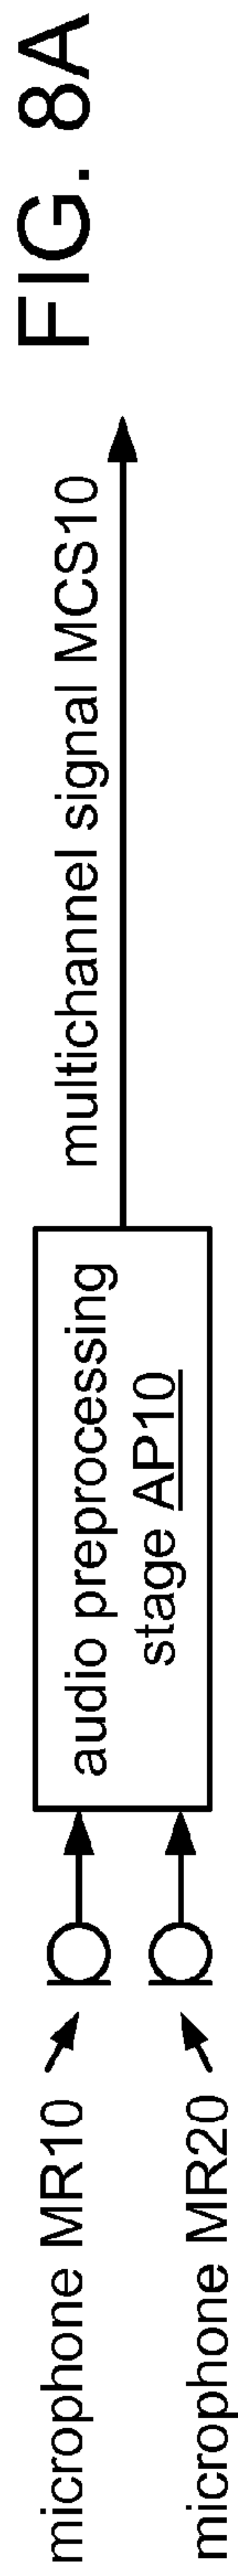 microphone MR10
microphone MR20
audio preprocessing
stage AP10
multichannel signal MCS10
FIG. 8A